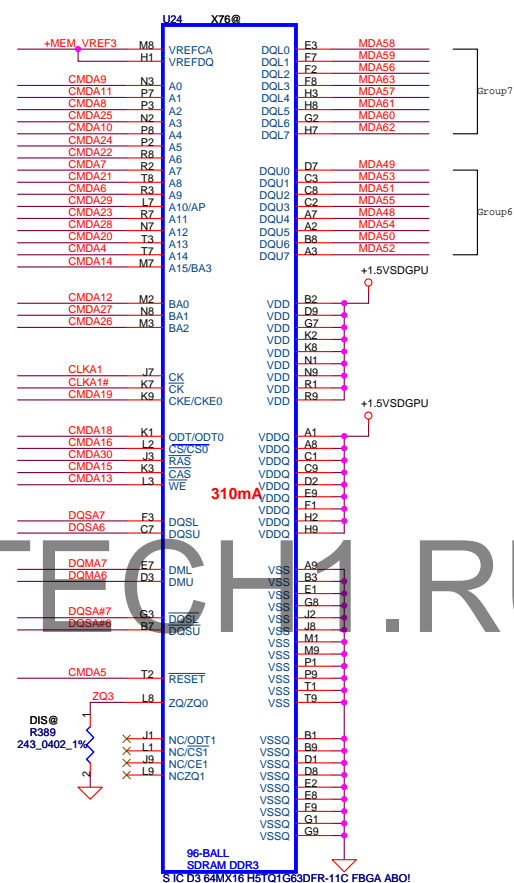 U24 X76@
+MEM_VREF3 M8 VREFCA DQL0 E3 MDA58
H1 VREFDQ DQL1 F7 MDA59
DQL2 F2 MDA56
CMDA9 N3 A0 DQL3 F8 MDA63
CMDA11 P7 A1 DQL4 H3 MDA57 Group7
CMDA8 P3 A2 DQL5 H8 MDA61
CMDA25 N2 A3 DQL6 G2 MDA60
CMDA10 P8 A4 DQL7 H7 MDA62
CMDA24 P2 A5
CMDA22 R8 A6
CMDA7 R2 A7 DQU0 D7 MDA49
CMDA21 T8 A8 DQU1 C3 MDA53
CMDA6 R3 A9 DQU2 C8 MDA51
CMDA29 L7 A10/AP DQU3 C2 MDA55
CMDA23 R7 A11 DQU4 A7 MDA48 Group6
CMDA28 N7 A12 DQU5 A2 MDA54
CMDA20 T3 A13 DQU6 B8 MDA50
CMDA4 T7 A14 DQU7 A3 MDA52
CMDA14 M7 A15/BA3
+1.5VSDGPU
CMDA12 M2 BA0 VDD B2
CMDA27 N8 BA1 VDD D9
CMDA26 M3 BA2 VDD G7
VDD K2
VDD K8
VDD N1
CLKA1 J7 CK VDD N9
CLKA1# K7 CK VDD R1
CMDA19 K9 CKE/CKE0 VDD R9
+1.5VSDGPU
CMDA18 K1 ODT/ODT0 VDDQ A1
CMDA16 L2 CS/CS0 VDDQ A8
CMDA30 J3 RAS VDDQ C1
CMDA15 K3 CAS VDDQ C9
CMDA13 L3 WE VDDQ D2
310mA VDDQ E9
VDDQ F1
DQSA7 F3 DQSL VDDQ H2
DQSA6 C7 DQSU VDDQ H9
TECH1.RU
DQMA7 E7 DML VSS A9
DQMA6 D3 DMU VSS B3
VSS E1
VSS G8
DQSA#7 G3 DQSL VSS J2
DQSA#6 B7 DQSU VSS J8
VSS M1
VSS M9
VSS P1
CMDA5 T2 RESET VSS P9
VSS T1
ZQ3 L8 ZQ/ZQ0 VSS T9
1
DIS@
R389
243_0402_1%
2
J1 NC/ODT1 VSSQ B1
L1 NC/CS1 VSSQ B9
J9 NC/CE1 VSSQ D1
L9 NCZQ1 VSSQ D8
VSSQ E2
VSSQ E8
VSSQ F9
VSSQ G1
VSSQ G9
96-BALL
SDRAM DDR3
S IC D3 64MX16 H5TQ1G63DFR-11C FBGA ABO!